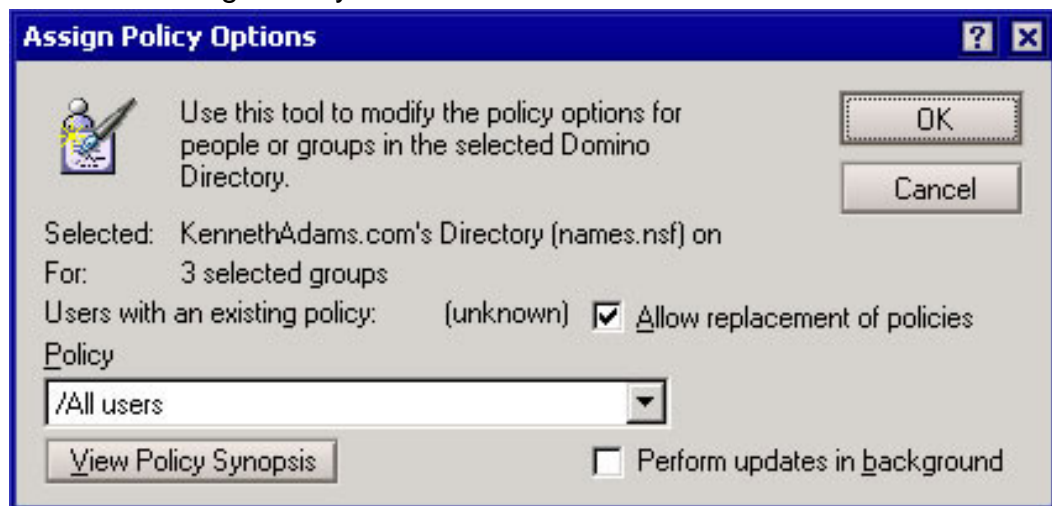 Assign Policy Options
Use this tool to modify the policy options for
people or groups in the selected Domino
Directory.
OK
Cancel
Selected: KennethAdams.com's Directory (names.nsf) on
For: 3 selected groups
Users with an existing policy: (unknown) Allow replacement of policies
Policy
/All users
View Policy Synopsis Perform updates in background